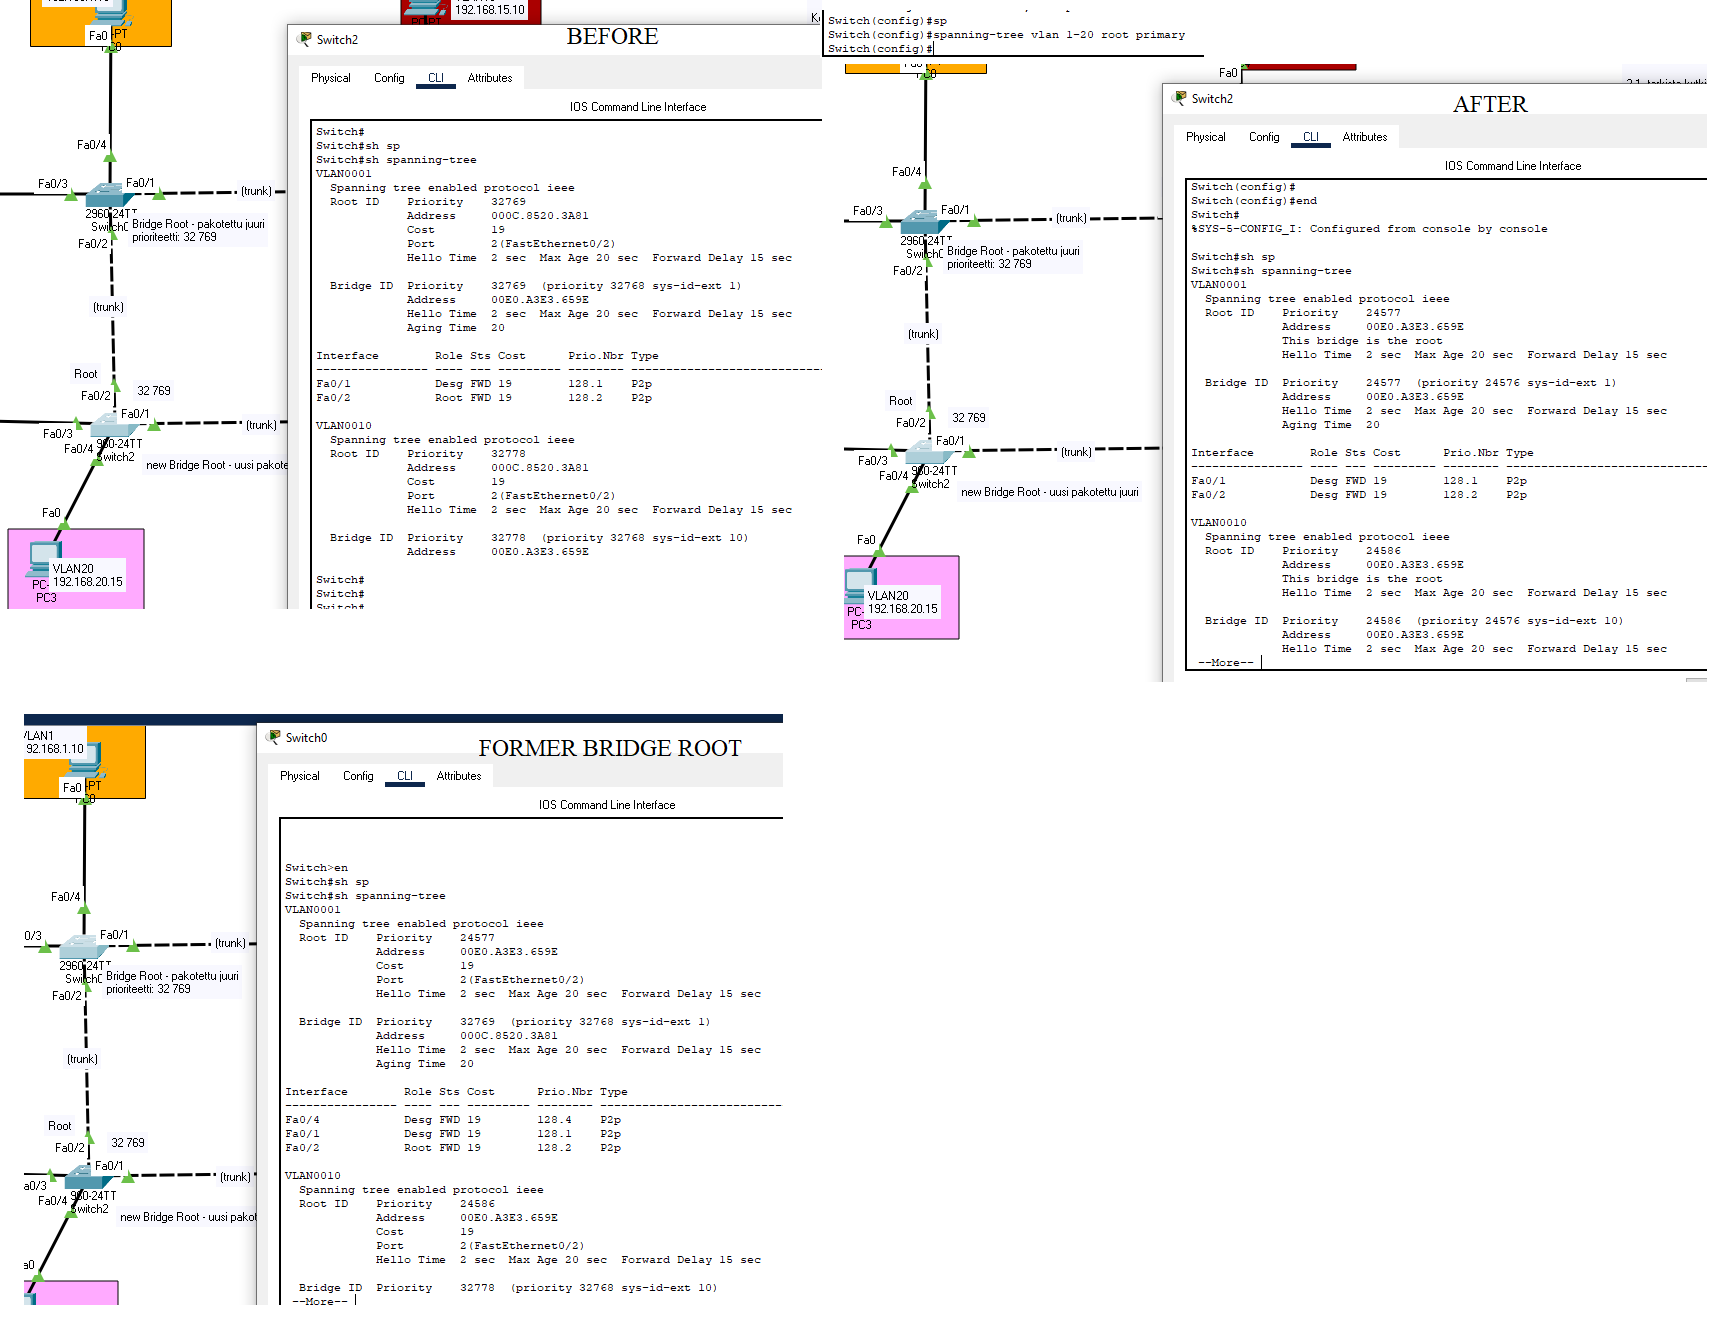 Fa0
-PT
192.168.15.10
Switch2
BEFORE
Physical
Config
CLI
Attributes
IOS Command Line Interface
Switch#
Switch#sh sp
Switch#sh spanning-tree
VLAN0001
Spanning tree enabled protocol ieee
Root ID Priority 32769
Address 000C.8520.3A81
Cost 19
Port 2(FastEthernet0/2)
Hello Time 2 sec Max Age 20 sec Forward Delay 15 sec
Bridge ID Priority 32769 (priority 32768 sys-id-ext 1)
Address 00E0.A3E3.659E
Hello Time 2 sec Max Age 20 sec Forward Delay 15 sec
Aging Time 20
Interface Role Sts Cost Prio.Nbr Type
---------------- ---- --- --------- -------- --------------------------------
Fa0/1 Desg FWD 19 128.1 P2p
Fa0/2 Root FWD 19 128.2 P2p
VLAN0010
Spanning tree enabled protocol ieee
Root ID Priority 32778
Address 000C.8520.3A81
Cost 19
Port 2(FastEthernet0/2)
Hello Time 2 sec Max Age 20 sec Forward Delay 15 sec
Bridge ID Priority 32778 (priority 32768 sys-id-ext 10)
Address 00E0.A3E3.659E
Switch#
Switch#
Switch#
Fa0/4
Fa0/3
Fa0/1
(trunk)
2960-24T
Bridge Root - pakotettu juuri
prioriteetti: 32 769
Fa0/2
(trunk)
Root
Fa0/2
32 769
Fa0/1
Fa0/3
(trunk)
Fa0/4
960-24TT
Switch2
new Bridge Root - uusi pakote
Fa0
VLAN20
192.168.20.15
PC-
PC3
Switch(config)#sp
Switch(config)#spanning-tree vlan 1-20 root primary
Switch(config)#
Fa0
Switch2
AFTER
Physical
Config
CLI
Attributes
IOS Command Line Interface
Switch(config)#
Switch(config)#end
Switch#
%SYS-5-CONFIG_I: Configured from console by console
Switch#sh sp
Switch#sh spanning-tree
VLAN0001
Spanning tree enabled protocol ieee
Root ID Priority 24577
Address 00E0.A3E3.659E
This bridge is the root
Hello Time 2 sec Max Age 20 sec Forward Delay 15 sec
Bridge ID Priority 24577 (priority 24576 sys-id-ext 1)
Address 00E0.A3E3.659E
Hello Time 2 sec Max Age 20 sec Forward Delay 15 sec
Aging Time 20
Interface Role Sts Cost Prio.Nbr Type
---------------- ---- --- --------- -------- --------------------------------
Fa0/1 Desg FWD 19 128.1 P2p
Fa0/2 Desg FWD 19 128.2 P2p
VLAN0010
Spanning tree enabled protocol ieee
Root ID Priority 24586
Address 00E0.A3E3.659E
This bridge is the root
Hello Time 2 sec Max Age 20 sec Forward Delay 15 sec
Bridge ID Priority 24586 (priority 24576 sys-id-ext 10)
Address 00E0.A3E3.659E
Hello Time 2 sec Max Age 20 sec Forward Delay 15 sec
--More--
Fa0/4
Fa0/3
Fa0/1
(trunk)
2960-24T
Bridge Root - pakotettu juuri
prioriteetti: 32 769
Fa0/2
(trunk)
Root
Fa0/2
32 769
Fa0/1
Fa0/3
(trunk)
Fa0/4
960-24TT
Switch2
new Bridge Root - uusi pakotettu juuri
Fa0
VLAN20
192.168.20.15
PC-
PC3
VLAN1
92.168.1.10
Fa0
-PT
Switch0
FORMER BRIDGE ROOT
Physical
Config
CLI
Attributes
IOS Command Line Interface
Switch>en
Switch#sh sp
Switch#sh spanning-tree
VLAN0001
Spanning tree enabled protocol ieee
Root ID Priority 24577
Address 00E0.A3E3.659E
Cost 19
Port 2(FastEthernet0/2)
Hello Time 2 sec Max Age 20 sec Forward Delay 15 sec
Bridge ID Priority 32769 (priority 32768 sys-id-ext 1)
Address 000C.8520.3A81
Hello Time 2 sec Max Age 20 sec Forward Delay 15 sec
Aging Time 20
Interface Role Sts Cost Prio.Nbr Type
---------------- ---- --- --------- -------- --------------------------------
Fa0/4 Desg FWD 19 128.4 P2p
Fa0/1 Desg FWD 19 128.1 P2p
Fa0/2 Root FWD 19 128.2 P2p
VLAN0010
Spanning tree enabled protocol ieee
Root ID Priority 24586
Address 00E0.A3E3.659E
Cost 19
Port 2(FastEthernet0/2)
Hello Time 2 sec Max Age 20 sec Forward Delay 15 sec
Bridge ID Priority 32778 (priority 32768 sys-id-ext 10)
--More--
Fa0/4
0/3
Fa0/1
(trunk)
2960-24T
Bridge Root - pakotettu juuri
prioriteetti: 32 769
Fa0/2
(trunk)
Root
Fa0/2
32 769
Fa0/1
a0/3
(trunk)
Fa0/4
960-24TT
Switch2
new Bridge Root - uusi pakot
a0